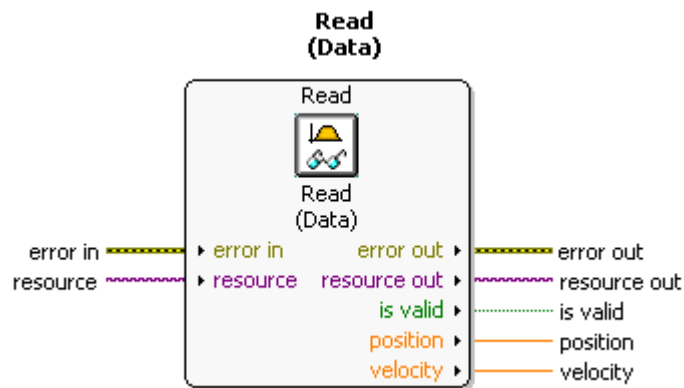 Read
(Data)
Read
Read
(Data)
error in error in error out error out
resource resource resource out resource out
is valid is valid
position position
velocity velocity